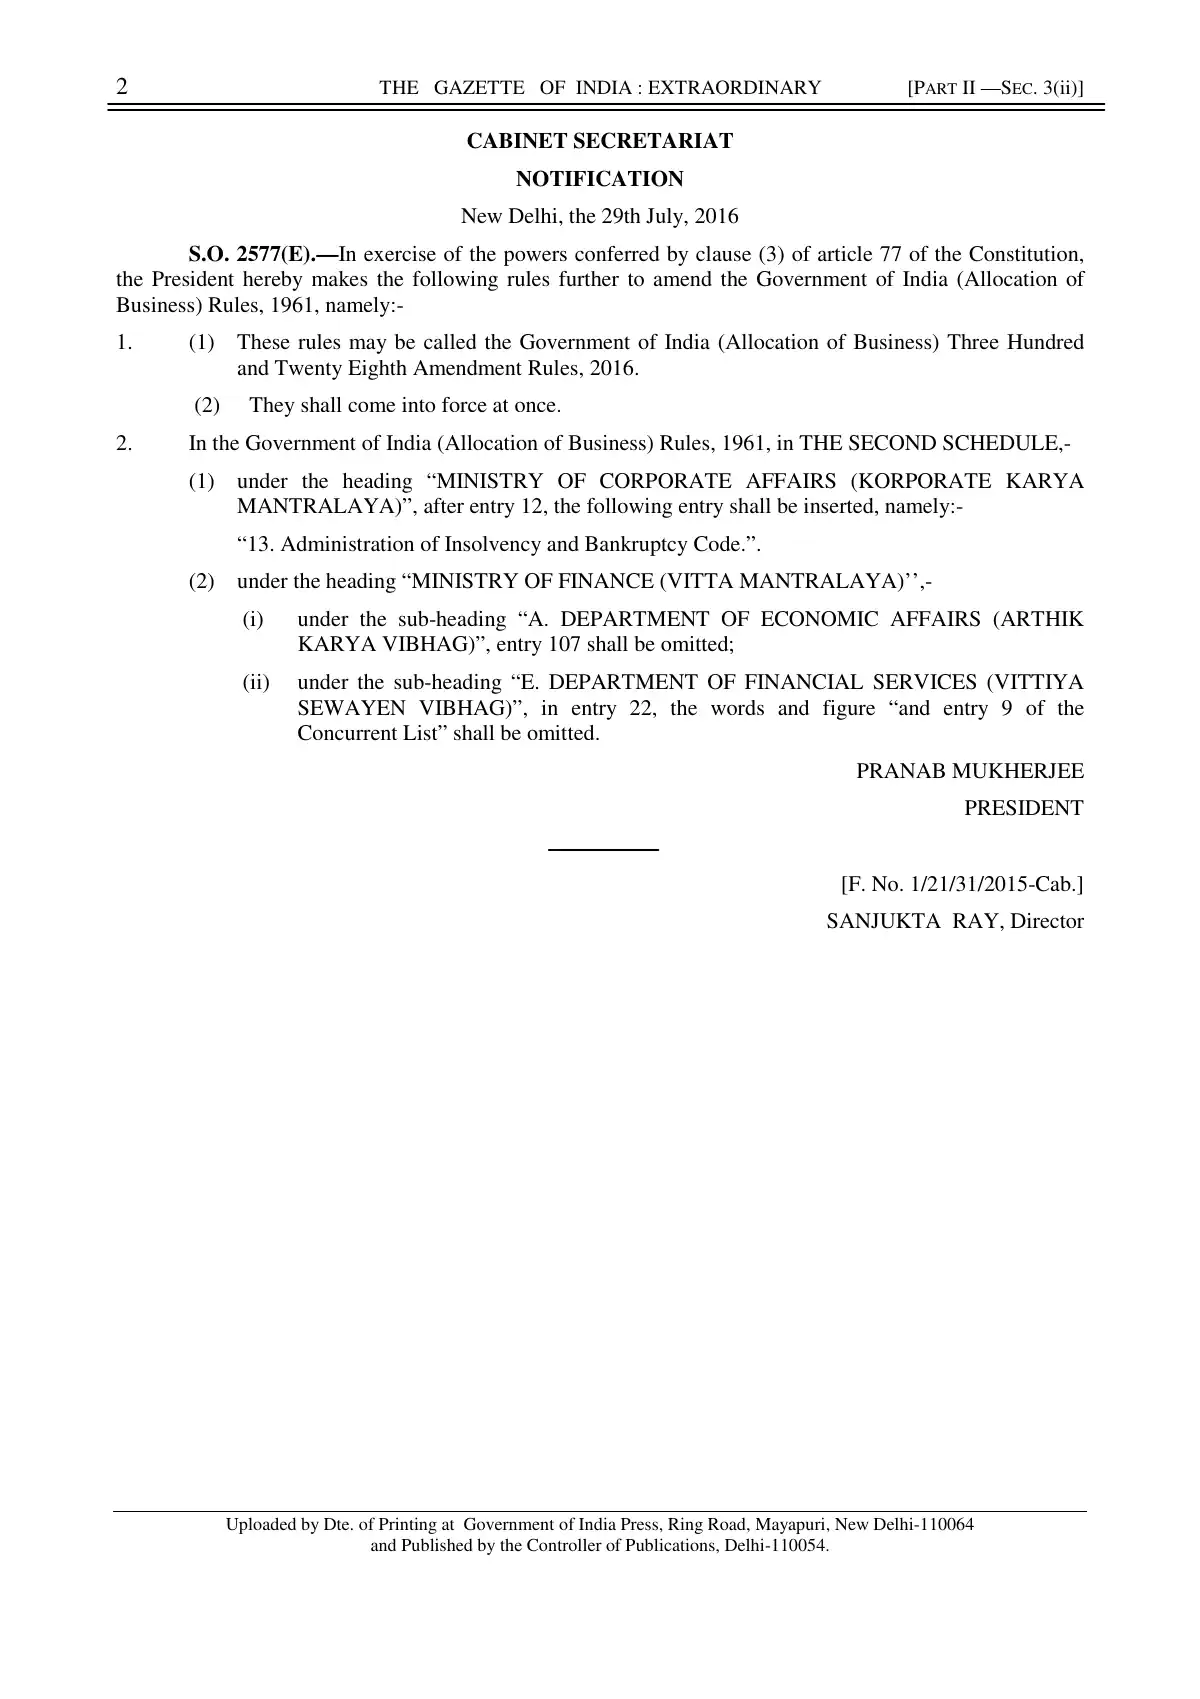 2 THE GAZETTE OF INDIA : EXTRAORDINARY [PART II —SEC. 3(ii)]
CABINET SECRETARIAT
NOTIFICATION
New Delhi, the 29th July, 2016
S.O. 2577(E).—In exercise of the powers conferred by clause (3) of article 77 of the Constitution,
the President hereby makes the following rules further to amend the Government of India (Allocation of
Business) Rules, 1961, namely:-
1. (1) These rules may be called the Government of India (Allocation of Business) Three Hundred
and Twenty Eighth Amendment Rules, 2016.
(2) They shall come into force at once.
2. In the Government of India (Allocation of Business) Rules, 1961, in THE SECOND SCHEDULE,-
(1) under the heading “MINISTRY OF CORPORATE AFFAIRS (KORPORATE KARYA
MANTRALAYA)”, after entry 12, the following entry shall be inserted, namely:-
“13. Administration of Insolvency and Bankruptcy Code.”.
(2) under the heading “MINISTRY OF FINANCE (VITTA MANTRALAYA)’’,-
(i) under the sub-heading “A. DEPARTMENT OF ECONOMIC AFFAIRS (ARTHIK
KARYA VIBHAG)”, entry 107 shall be omitted;
(ii) under the sub-heading “E. DEPARTMENT OF FINANCIAL SERVICES (VITTIYA
SEWAYEN VIBHAG)”, in entry 22, the words and figure “and entry 9 of the
Concurrent List” shall be omitted.
PRANAB MUKHERJEE
PRESIDENT
[F. No. 1/21/31/2015-Cab.]
SANJUKTA RAY, Director
Uploaded by Dte. of Printing at Government of India Press, Ring Road, Mayapuri, New Delhi-110064
and Published by the Controller of Publications, Delhi-110054.